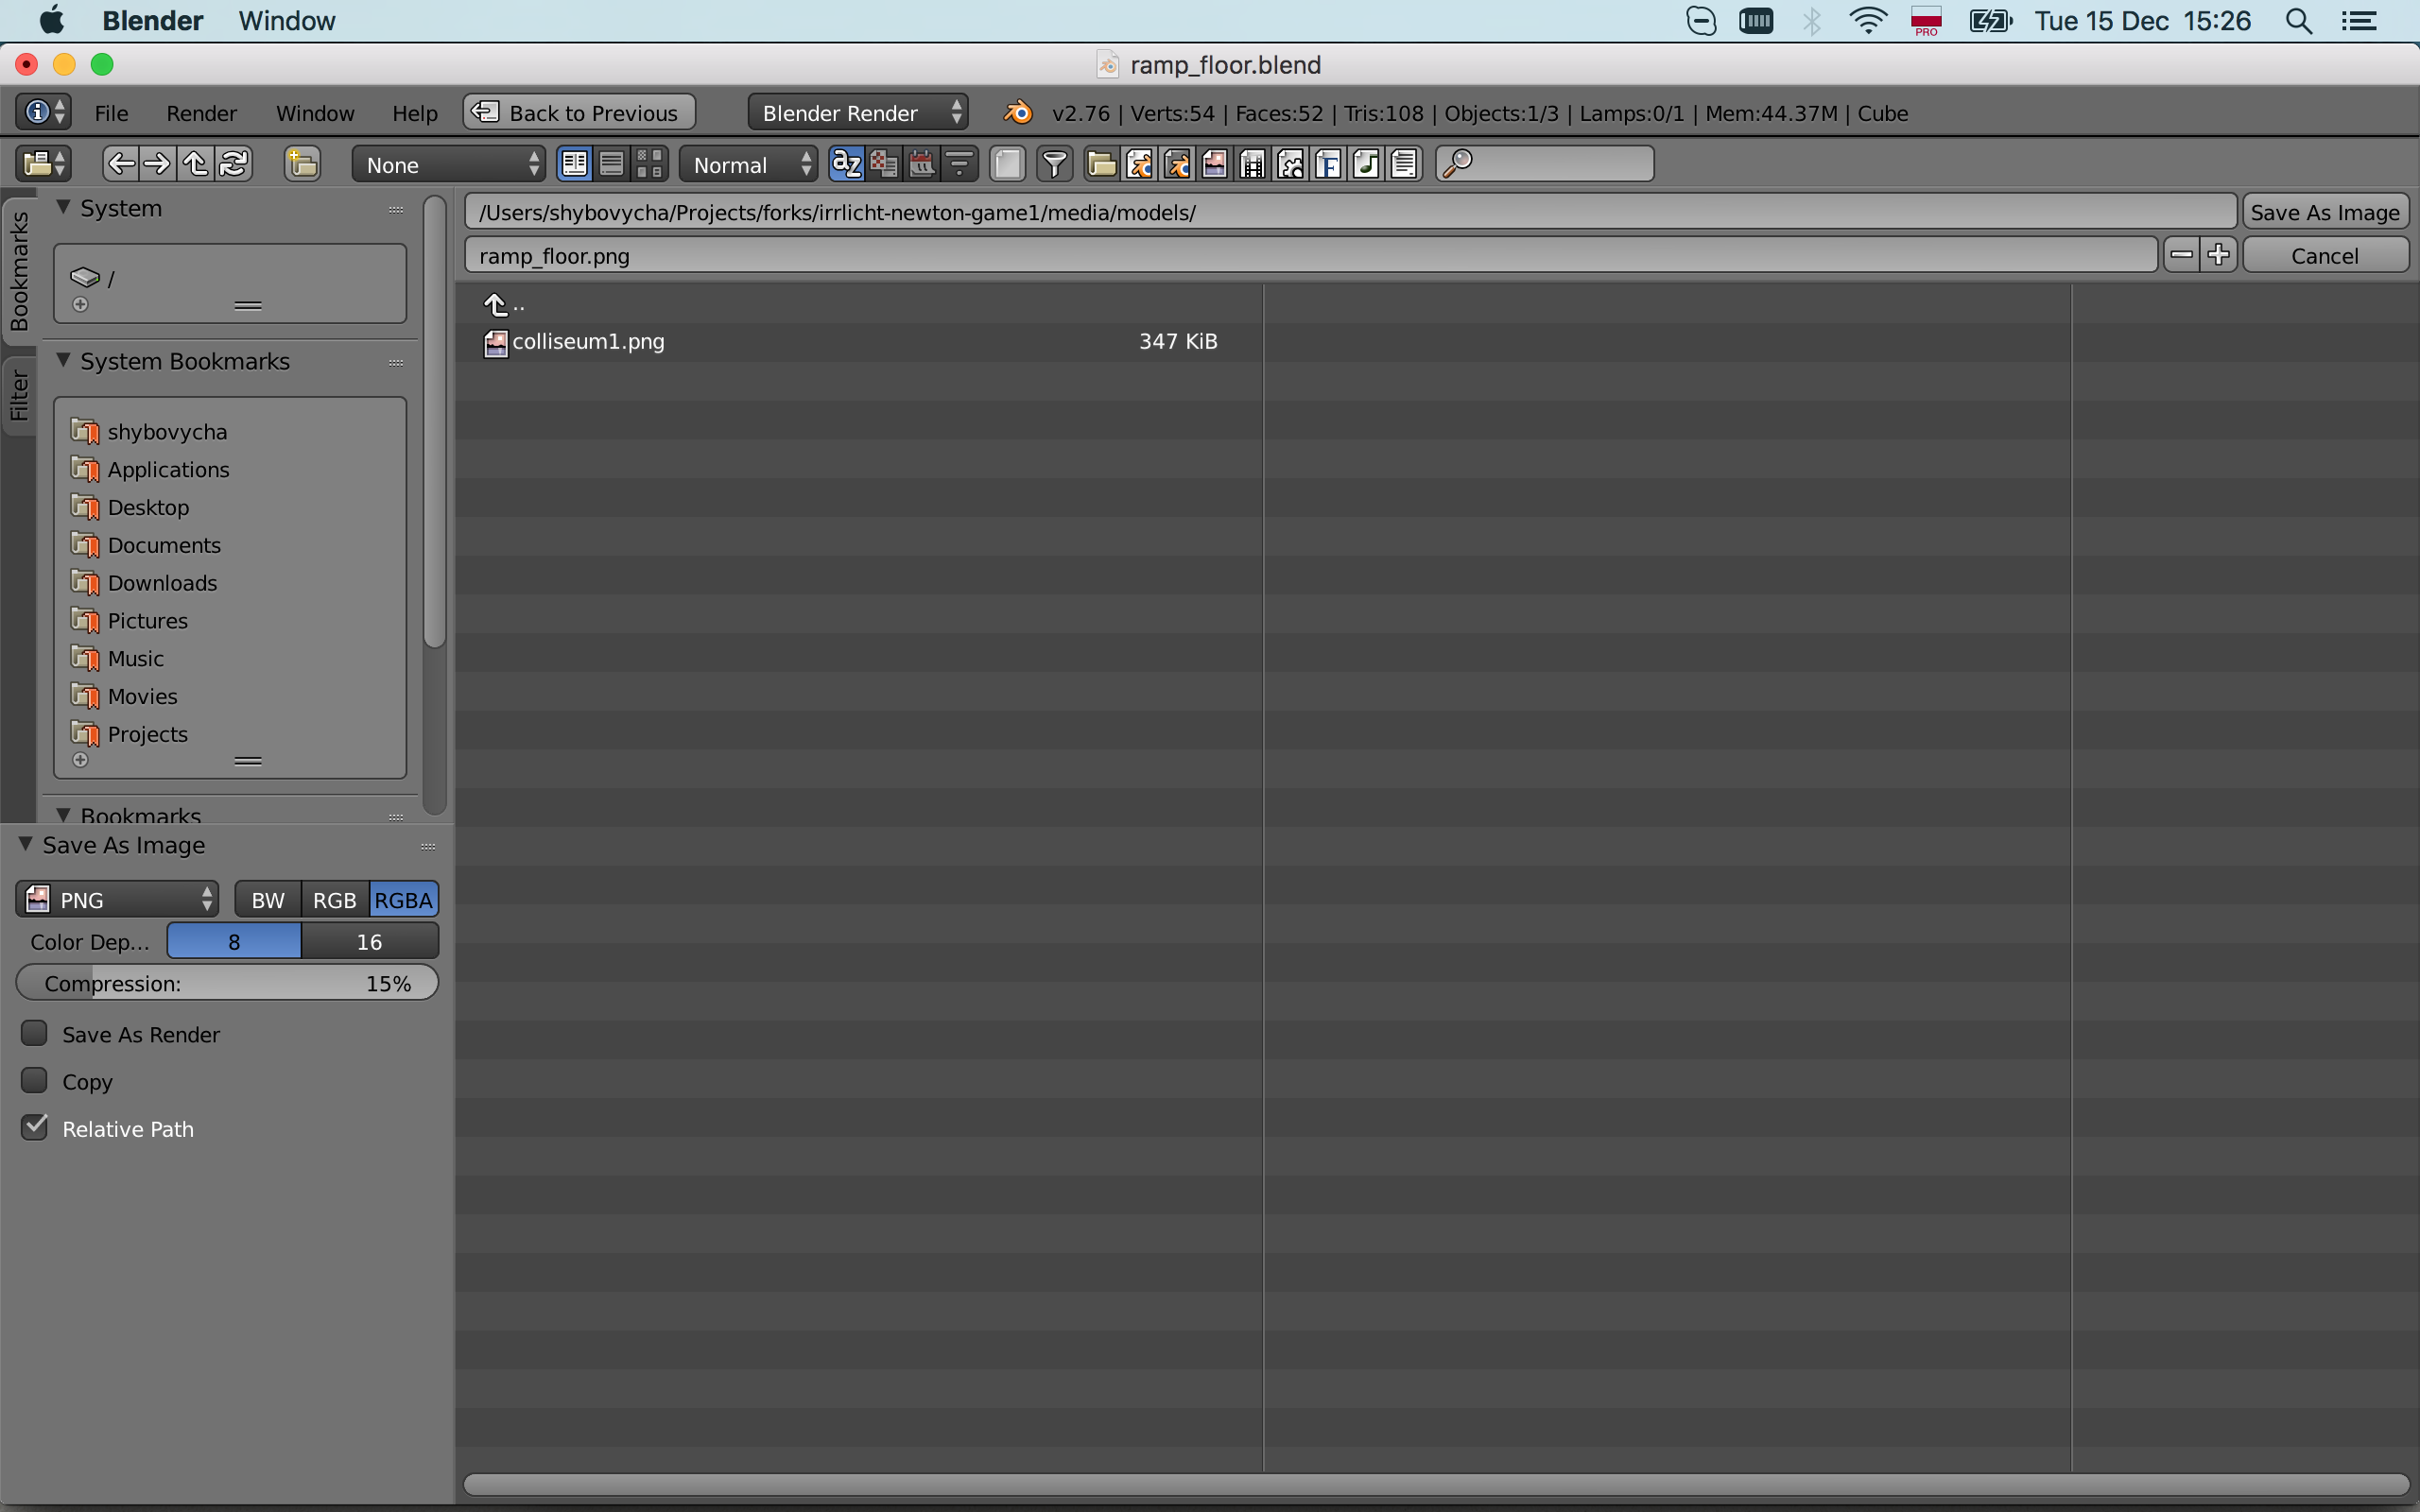 Blender Window PRO Tue 15 Dec 15:26
ramp_floor.blend
File Render Window Help Back to Previous Blender Render v2.76 | Verts:54 | Faces:52 | Tris:108 | Objects:1/3 | Lamps:0/1 | Mem:44.37M | Cube
None Normal az F
Bookmarks
Filter
System
/
System Bookmarks
shybovycha
Applications
Desktop
Documents
Downloads
Pictures
Music
Movies
Projects
Bookmarks
Save As Image
PNG BW RGB RGBA
Color Dep... 8 16
Compression: 15%
Save As Render
Copy
Relative Path
/Users/shybovycha/Projects/forks/irrlicht-newton-game1/media/models/ Save As Image
ramp_floor.png Cancel
..
colliseum1.png 347 KiB